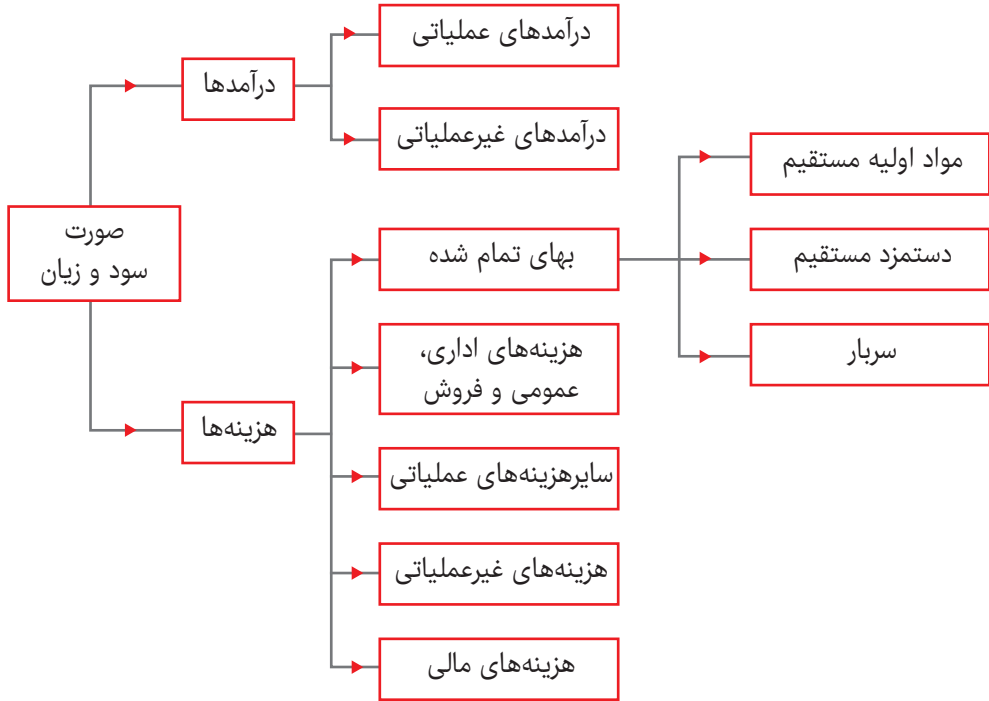 صورت
سود و زیان
درآمدها
درآمدهای عملیاتی
درآمدهای غیرعملیاتی
هزینه‌ها
بهای تمام شده
مواد اولیه مستقیم
دستمزد مستقیم
سربار
هزینه‌های اداری،
عمومی و فروش
سایرهزینه‌های عملیاتی
هزینه‌های غیرعملیاتی
هزینه‌های مالی